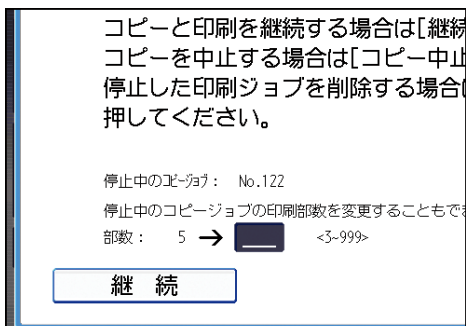 コピーと印刷を継続する場合は[継続
コピーを中止する場合は[コピー中止
停止した印刷ジョブを削除する場合は
押してください。
停止中のｺﾋﾟｰｼﾞｮﾌﾞ： No.122
停止中のコピージョブの印刷部数を変更することもでき
部数： 5 → __ <3~999>
継 続